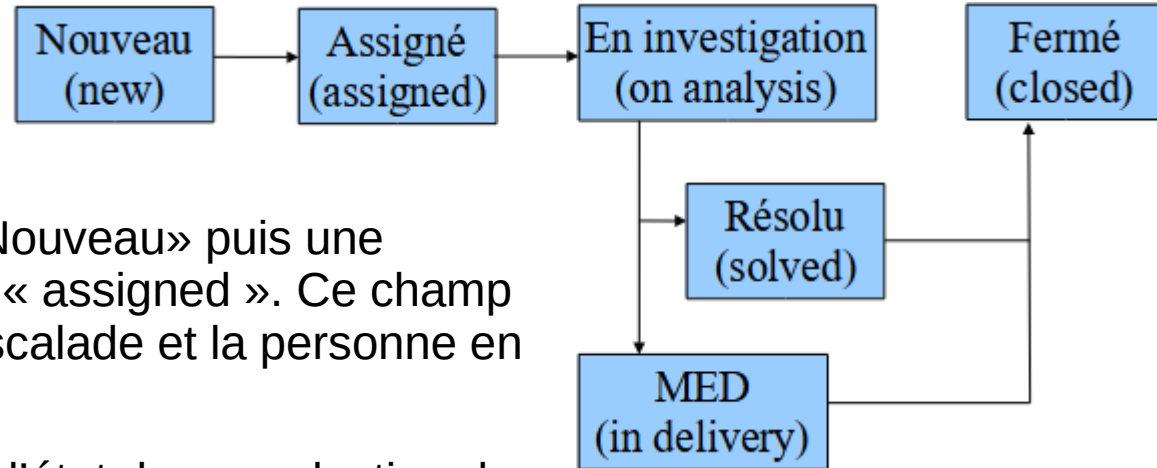 Nouveau
(new)
Assigné
(assigned)
En investigation
(on analysis)
Fermé
(closed)
Résolu
(solved)
MED
(in delivery)
Nouveau» puis une
« assigned ». Ce champ
scalade et la personne en